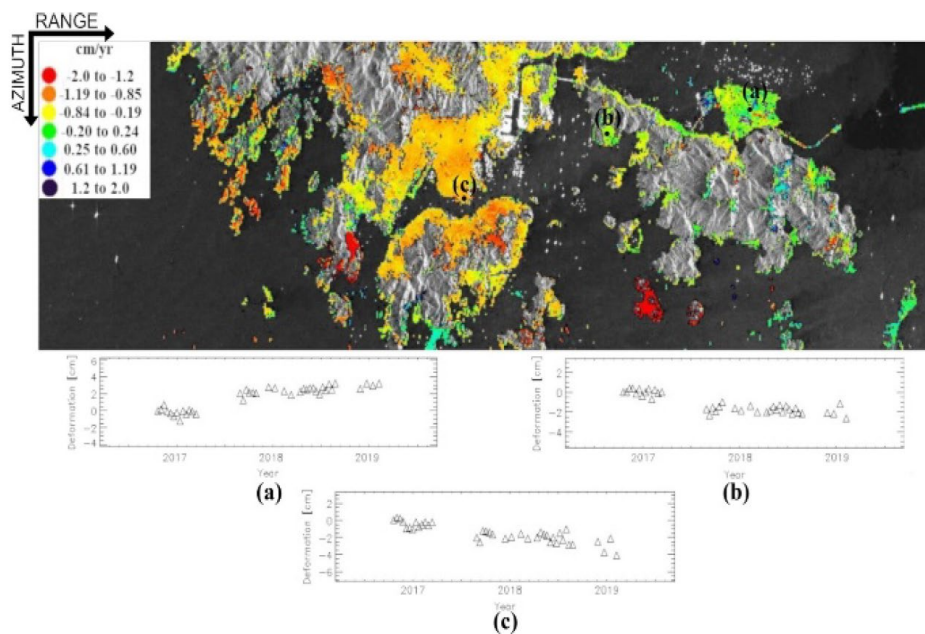 RANGE
AZIMUTH
cm/yr
-2.0 to -1.2
-1.19 to -0.85
-0.84 to -0.19
-0.20 to 0.24
0.25 to 0.60
0.61 to 1.19
1.2 to 2.0
(a)
(b)
(c)
Deformation [cm]
6
4
2
0
-2
-4
2017
2018
2019
Year
(a)
Deformation [cm]
2
0
-2
-4
2017
2018
2019
Year
(b)
Deformation [cm]
2
0
-2
-4
-6
2017
2018
2019
Year
(c)